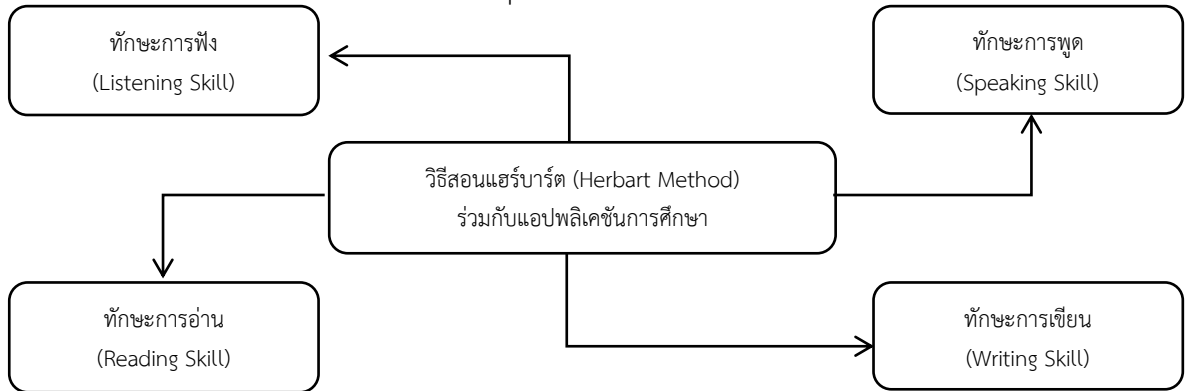 ทักษะการฟัง
(Listening Skill)
ทักษะการพูด
(Speaking Skill)
วิธีสอนแฮร์บาร์ต (Herbart Method)
ร่วมกับแอปพลิเคชันการศึกษา
ทักษะการอ่าน
(Reading Skill)
ทักษะการเขียน
(Writing Skill)